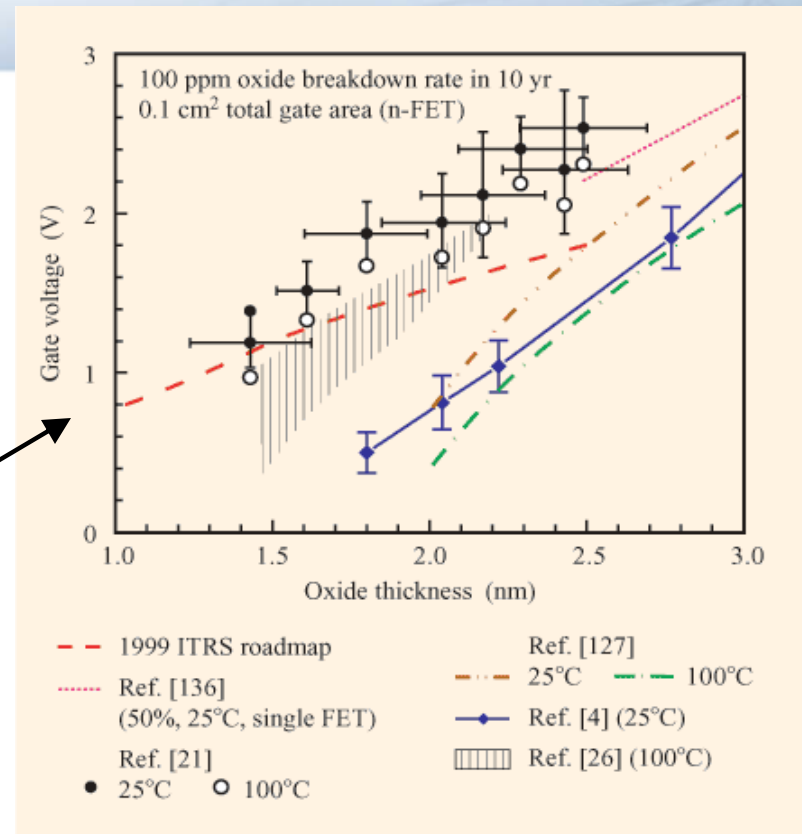 3
100 ppm oxide breakdown rate in 10 yr
0.1 cm² total gate area (n-FET)
2
Gate voltage (V)
1
0
1.0 1.5 2.0 2.5 3.0
Oxide thickness (nm)
1999 ITRS roadmap
Ref. [136]
(50%, 25°C, single FET)
Ref. [21]
25°C 100°C
Ref. [127]
25°C 100°C
Ref. [4] (25°C)
Ref. [26] (100°C)